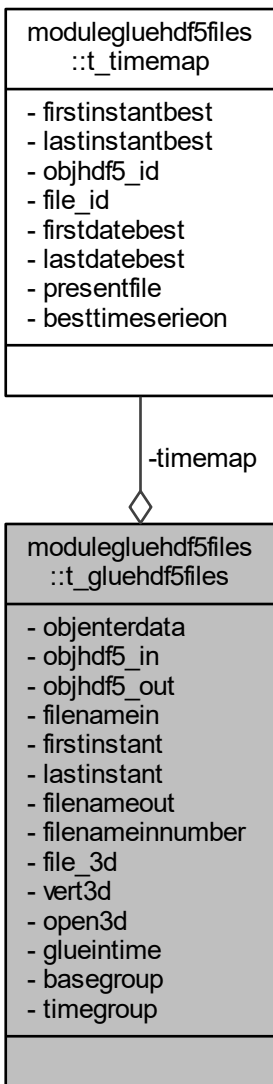 modulegluehdf5files
::t_timemap
- firstinstantbest
- lastinstantbest
- objhdf5_id
- file_id
- firstdatebest
- lastdatebest
- presentfile
- besttimeserieon
-timemap
modulegluehdf5files
::t_gluehdf5files
- objenterdata
- objhdf5_in
- objhdf5_out
- filenamein
- firstinstant
- lastinstant
- filenameout
- filenameinnumber
- file_3d
- vert3d
- open3d
- glueintime
- basegroup
- timegroup